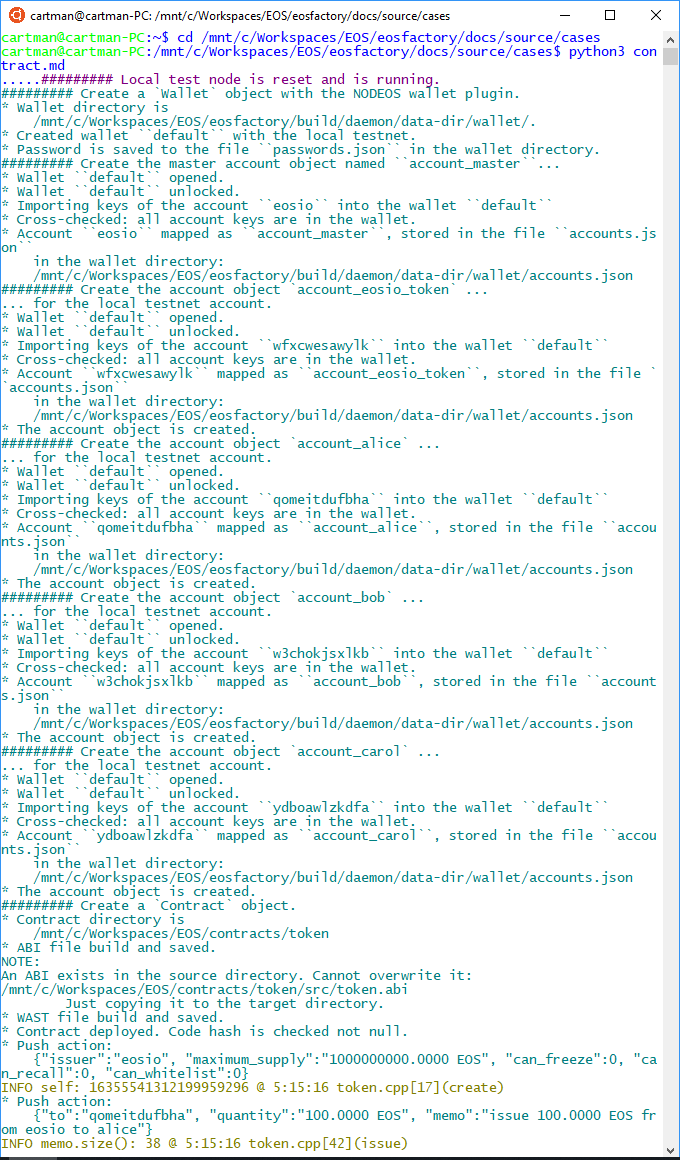 cartman@cartman-PC: /mnt/c/Workspaces/EOS/eosfactory/docs/source/cases
cartman@cartman-PC:~$ cd /mnt/c/Workspaces/EOS/eosfactory/docs/source/cases
cartman@cartman-PC:/mnt/c/Workspaces/EOS/eosfactory/docs/source/cases$ python3 con
tract.md
.....######### Local test node is reset and is running.
######### Create a `Wallet` object with the NODEOS wallet plugin.
* Wallet directory is
    /mnt/c/Workspaces/EOS/eosfactory/build/daemon/data-dir/wallet/.
* Created wallet ``default`` with the local testnet.
* Password is saved to the file ``passwords.json`` in the wallet directory.
######### Create the master account object named ``account_master``...
* Wallet ``default`` opened.
* Wallet ``default`` unlocked.
* Importing keys of the account ``eosio`` into the wallet ``default``
* Cross-checked: all account keys are in the wallet.
* Account ``eosio`` mapped as ``account_master``, stored in the file ``accounts.js
on``
    in the wallet directory:
    /mnt/c/Workspaces/EOS/eosfactory/build/daemon/data-dir/wallet/accounts.json
######### Create the account object `account_eosio_token` ...
... for the local testnet account.
* Wallet ``default`` opened.
* Wallet ``default`` unlocked.
* Importing keys of the account ``wfxcwesawylk`` into the wallet ``default``
* Cross-checked: all account keys are in the wallet.
* Account ``wfxcwesawylk`` mapped as ``account_eosio_token``, stored in the file `
`accounts.json``
    in the wallet directory:
    /mnt/c/Workspaces/EOS/eosfactory/build/daemon/data-dir/wallet/accounts.json
* The account object is created.
######### Create the account object `account_alice` ...
... for the local testnet account.
* Wallet ``default`` opened.
* Wallet ``default`` unlocked.
* Importing keys of the account ``qomeitdufbha`` into the wallet ``default``
* Cross-checked: all account keys are in the wallet.
* Account ``qomeitdufbha`` mapped as ``account_alice``, stored in the file ``accou
nts.json``
    in the wallet directory:
    /mnt/c/Workspaces/EOS/eosfactory/build/daemon/data-dir/wallet/accounts.json
* The account object is created.
######### Create the account object `account_bob` ...
... for the local testnet account.
* Wallet ``default`` opened.
* Wallet ``default`` unlocked.
* Importing keys of the account ``w3chokjsxlkb`` into the wallet ``default``
* Cross-checked: all account keys are in the wallet.
* Account ``w3chokjsxlkb`` mapped as ``account_bob``, stored in the file ``account
s.json``
    in the wallet directory:
    /mnt/c/Workspaces/EOS/eosfactory/build/daemon/data-dir/wallet/accounts.json
* The account object is created.
######### Create the account object `account_carol` ...
... for the local testnet account.
* Wallet ``default`` opened.
* Wallet ``default`` unlocked.
* Importing keys of the account ``ydboawlzkdfa`` into the wallet ``default``
* Cross-checked: all account keys are in the wallet.
* Account ``ydboawlzkdfa`` mapped as ``account_carol``, stored in the file ``accou
nts.json``
    in the wallet directory:
    /mnt/c/Workspaces/EOS/eosfactory/build/daemon/data-dir/wallet/accounts.json
* The account object is created.
######### Create a `Contract` object.
* Contract directory is
    /mnt/c/Workspaces/EOS/contracts/token
* ABI file build and saved.
NOTE:
An ABI exists in the source directory. Cannot overwrite it:
/mnt/c/Workspaces/EOS/contracts/token/src/token.abi
        Just copying it to the target directory.
* WAST file build and saved.
* Contract deployed. Code hash is checked not null.
* Push action:
    {"issuer":"eosio", "maximum_supply":"1000000000.0000 EOS", "can_freeze":0, "ca
n_recall":0, "can_whitelist":0}
INFO self: 16355541312199959296 @ 5:15:16 token.cpp[17](create)
* Push action:
    {"to":"qomeitdufbha", "quantity":"100.0000 EOS", "memo":"issue 100.0000 EOS fr
om eosio to alice"}
INFO memo.size(): 38 @ 5:15:16 token.cpp[42](issue)